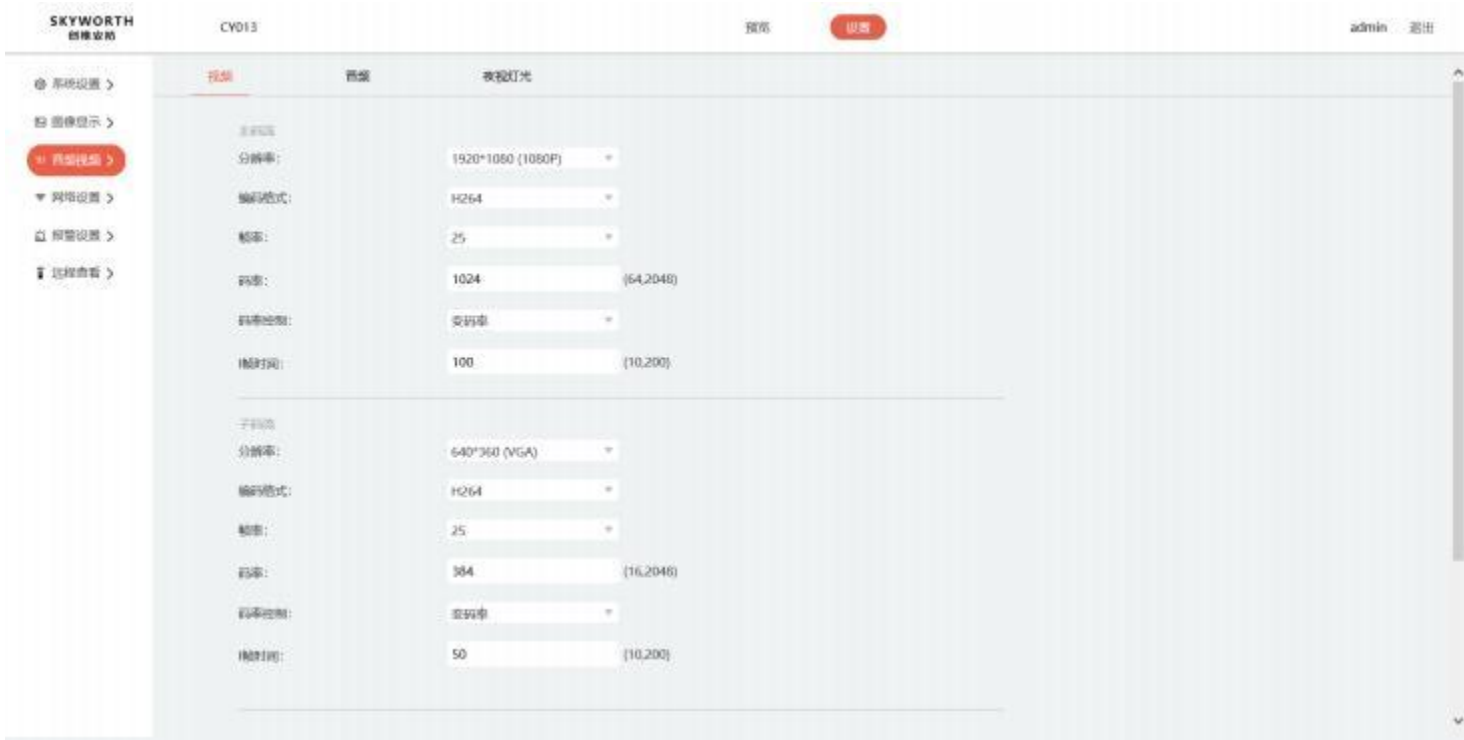 SKYWORTH
创维安防
CY013
预览
设置
admin 退出
系统设置
图像显示
音频视频
网络设置
报警设置
远程查看
视频 音频 夜视灯光
主码流
分辨率: 1920*1080 (1080P)
编码格式: H264
帧率: 25
码率: 1024 (64,2048)
码率控制: 变码率
I帧时间: 100 (10,200)
子码流
分辨率: 640*360 (VGA)
编码格式: H264
帧率: 25
码率: 384 (16,2048)
码率控制: 变码率
I帧时间: 50 (10,200)